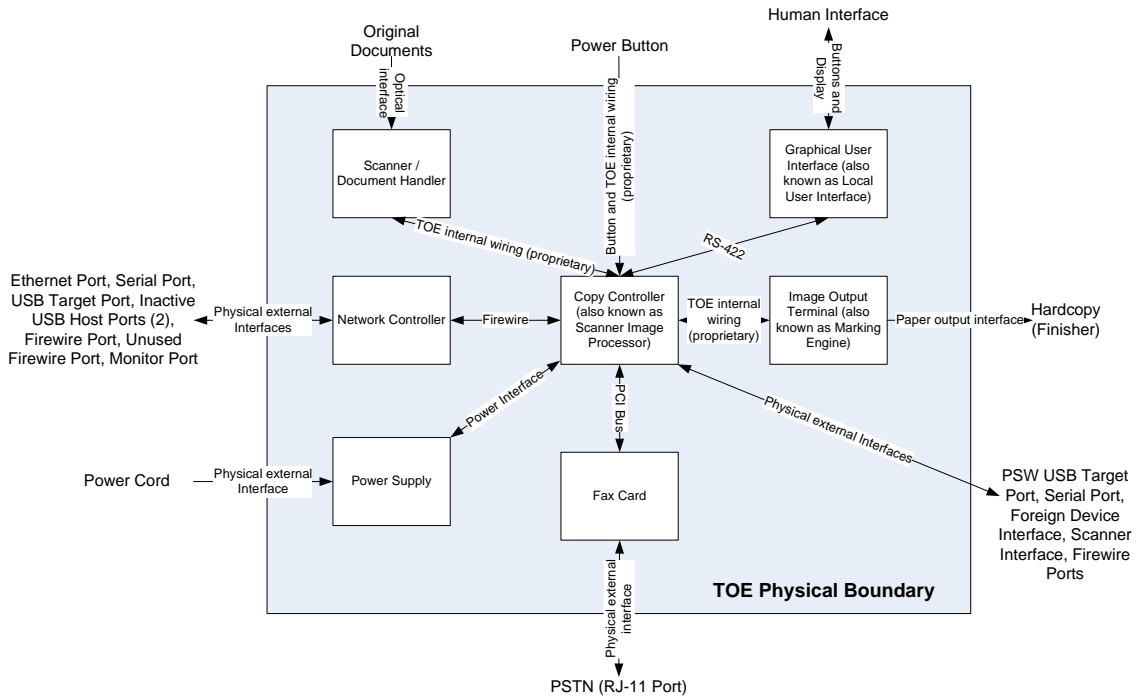 Original
Documents
Power Button
Human Interface
Optical
interface
Button and TOE internal wiring
(proprietary)
Buttons and
Display
Scanner /
Document Handler
Graphical User
Interface (also
known as Local
User Interface)
TOE internal wiring (proprietary)
RS-422
Ethernet Port, Serial Port,
USB Target Port, Inactive
USB Host Ports (2),
Firewire Port, Unused
Firewire Port, Monitor Port
Physical external
Interfaces
Network Controller
Firewire
Copy Controller
(also known as
Scanner Image
Processor)
TOE internal
wiring
(proprietary)
Image Output
Terminal (also
known as Marking
Engine)
Paper output interface
Hardcopy
(Finisher)
Power Interface
PCI Bus
Physical external Interfaces
Power Cord
Physical external
Interface
Power Supply
Fax Card
PSW USB Target
Port, Serial Port,
Foreign Device
Interface, Scanner
Interface, Firewire
Ports
Physical external
interface
TOE Physical Boundary
PSTN (RJ-11 Port)